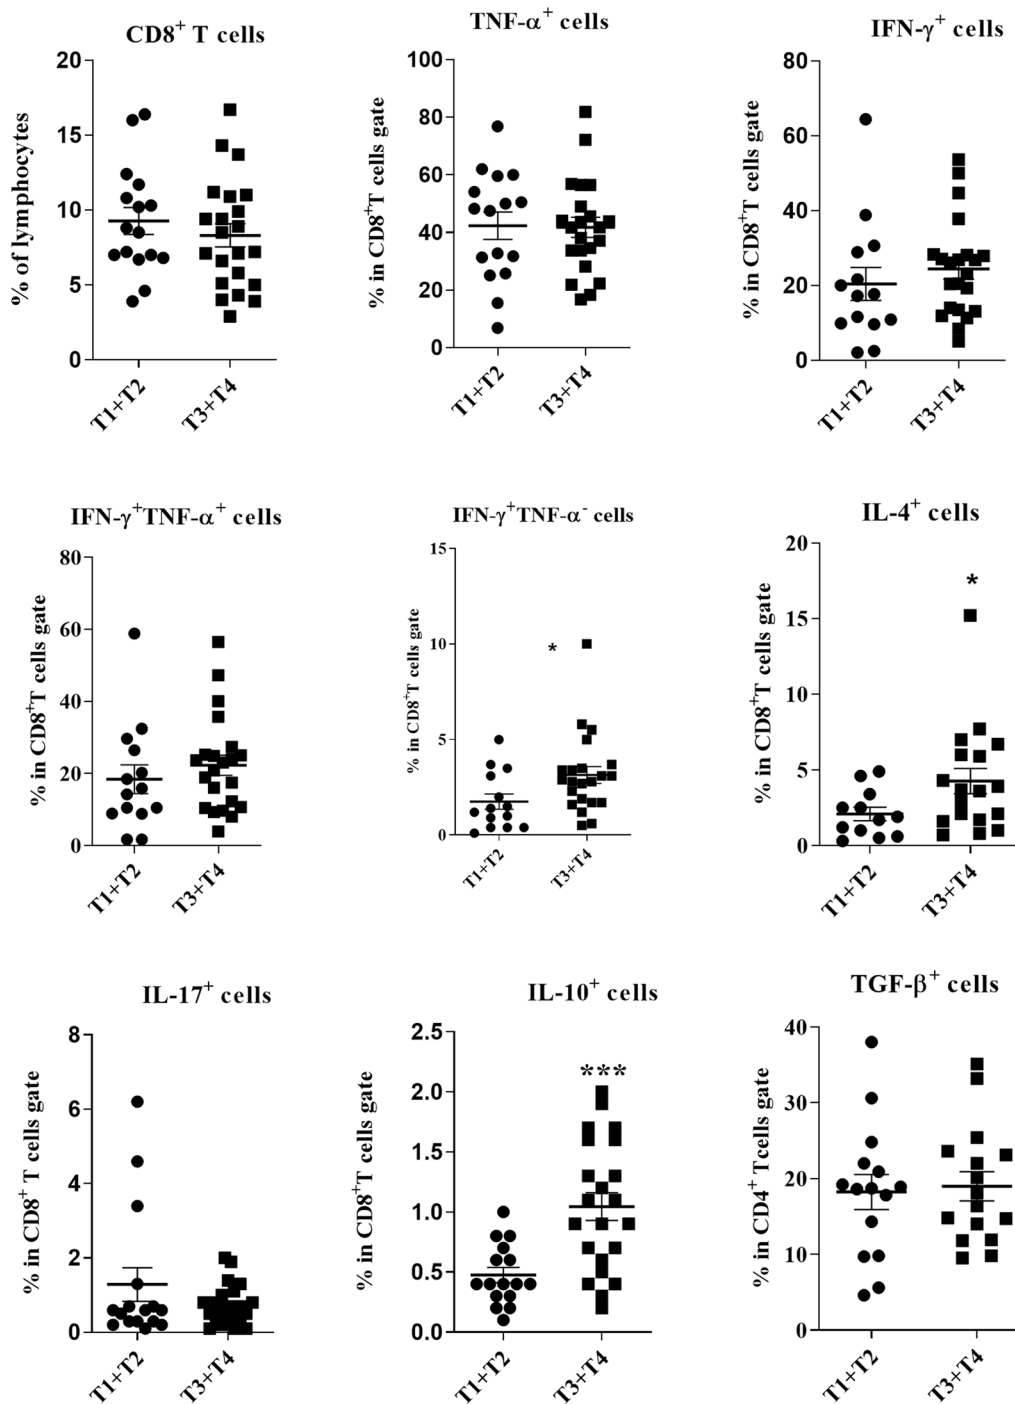 CD8+ T cells
% of lymphocytes
20
15
10
5
0
T1+T2
T3+T4
TNF-α+ cells
% in CD8+T cells gate
100
80
60
40
20
0
T1+T2
T3+T4
IFN-γ+ cells
% in CD8+T cells gate
80
60
40
20
0
T1+T2
T3+T4
IFN-γ+TNF-α+ cells
% in CD8+T cells gate
80
60
40
20
0
T1+T2
T3+T4
IFN-γ+TNF-α- cells
% in CD8+T cells gate
15
10
5
0
*
T1+T2
T3+T4
IL-4+ cells
% in CD8+T cells gate
20
15
10
5
0
*
T1+T2
T3+T4
IL-17+ cells
% in CD8+ T cells gate
8
6
4
2
0
T1+T2
T3+T4
IL-10+ cells
% in CD8+T cells gate
2.5
2.0
1.5
1.0
0.5
0.0
***
T1+T2
T3+T4
TGF-β+ cells
% in CD4+ Tcells gate
40
30
20
10
0
T1+T2
T3+T4